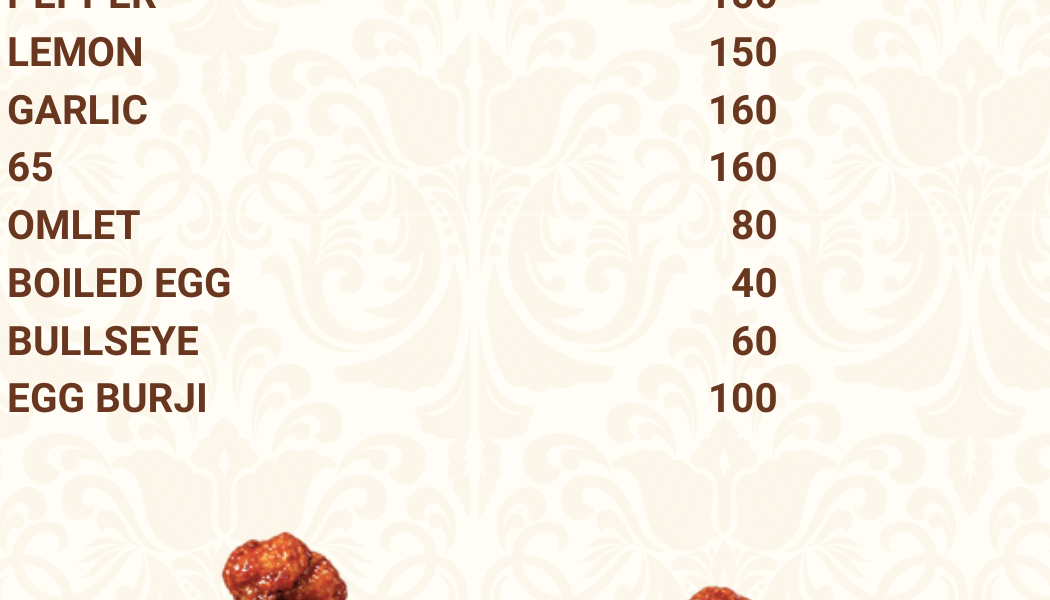 LEMON 150
GARLIC 160
65 160
OMLET 80
BOILED EGG 40
BULLSEYE 60
EGG BURJI 100